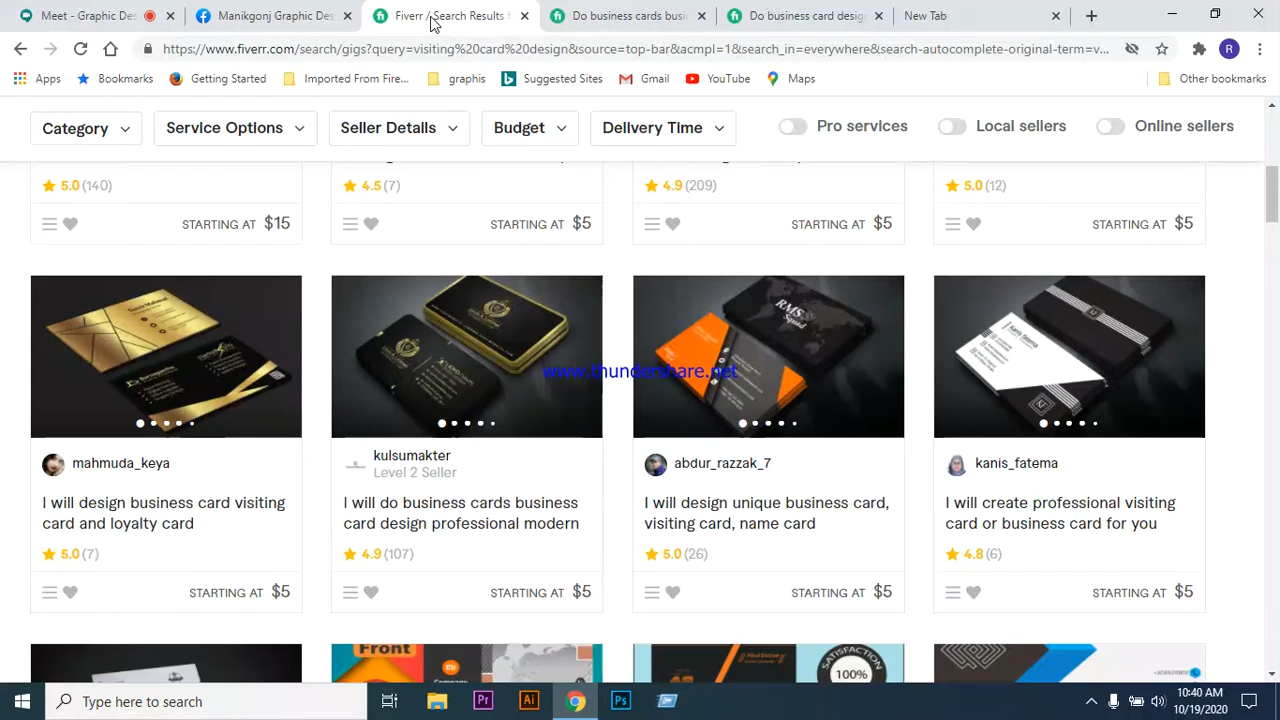 Meet - Graphic Des
Manikgonj Graphic Des
Fiverr / Search Results f
Do business cards busi
Do business card desig
New Tab
https://www.fiverr.com/search/gigs?query=visiting%20card%20design&source=top-bar&acmpl=1&search_in=everywhere&search-autocomplete-original-term=v...
R
Apps
Bookmarks
Getting Started
Imported From Fire...
graphis
Suggested Sites
Gmail
YouTube
Maps
Other bookmarks
Category
Service Options
Seller Details
Budget
Delivery Time
Pro services
Local sellers
Online sellers
5.0 (140)
4.5 (7)
4.9 (209)
5.0 (12)
STARTING AT $15
STARTING AT $5
STARTING AT $5
STARTING AT $5
RMS
Squad
KF
www.thundershare.net
mahmuda_keya
kulsumakter
Level 2 Seller
abdur_razzak_7
kanis_fatema
I will design business card visiting
card and loyalty card
I will do business cards business
card design professional modern
I will design unique business card,
visiting card, name card
I will create professional visiting
card or business card for you
5.0 (7)
4.9 (107)
5.0 (26)
4.8 (6)
STARTING AT $5
STARTING AT $5
STARTING AT $5
STARTING AT $5
Front
SATISFACTION
100%
Type here to search
Pr
Ai
Ps
10:40 AM
10/19/2020